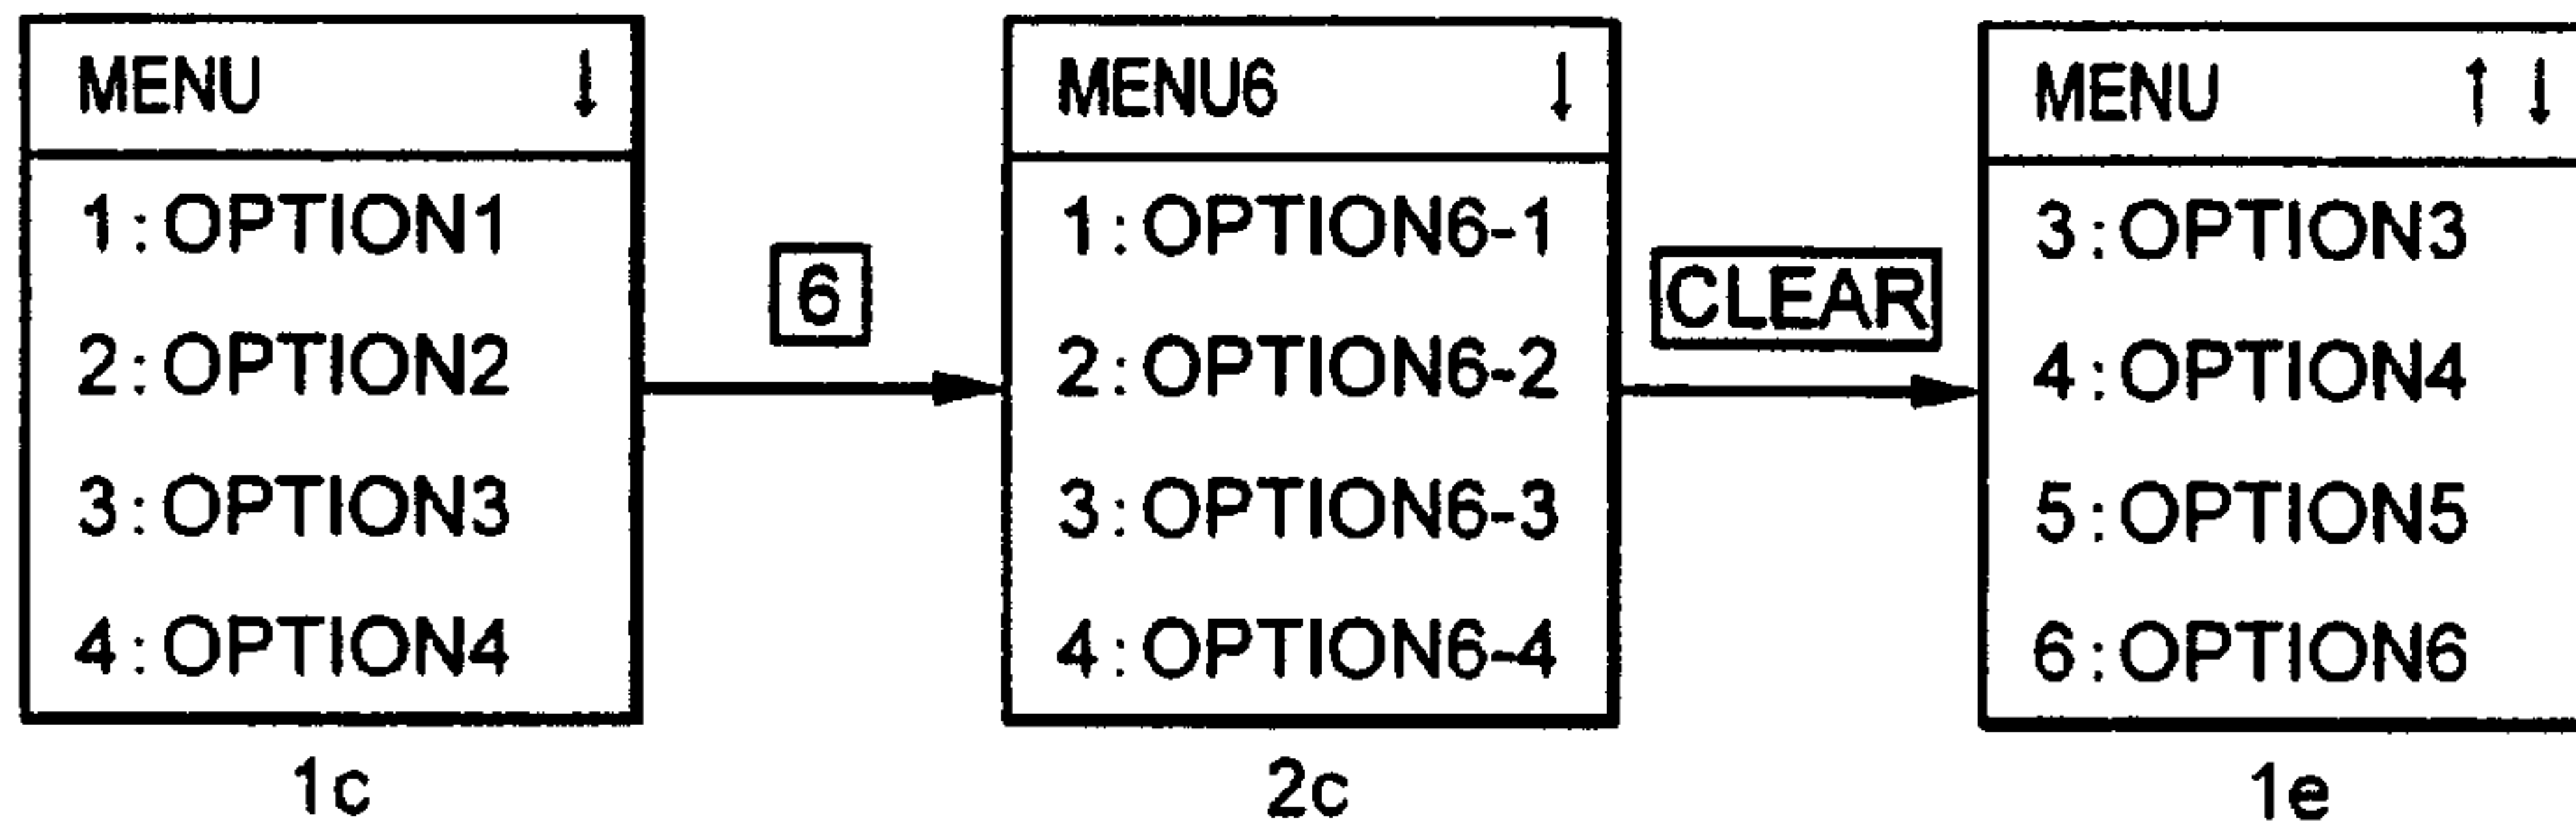 MENU ↓
1:OPTION1
2:OPTION2
3:OPTION3
4:OPTION4
1c
6
MENU6 ↓
1:OPTION6-1
2:OPTION6-2
3:OPTION6-3
4:OPTION6-4
2c
CLEAR
MENU ↑ ↓
3:OPTION3
4:OPTION4
5:OPTION5
6:OPTION6
1e